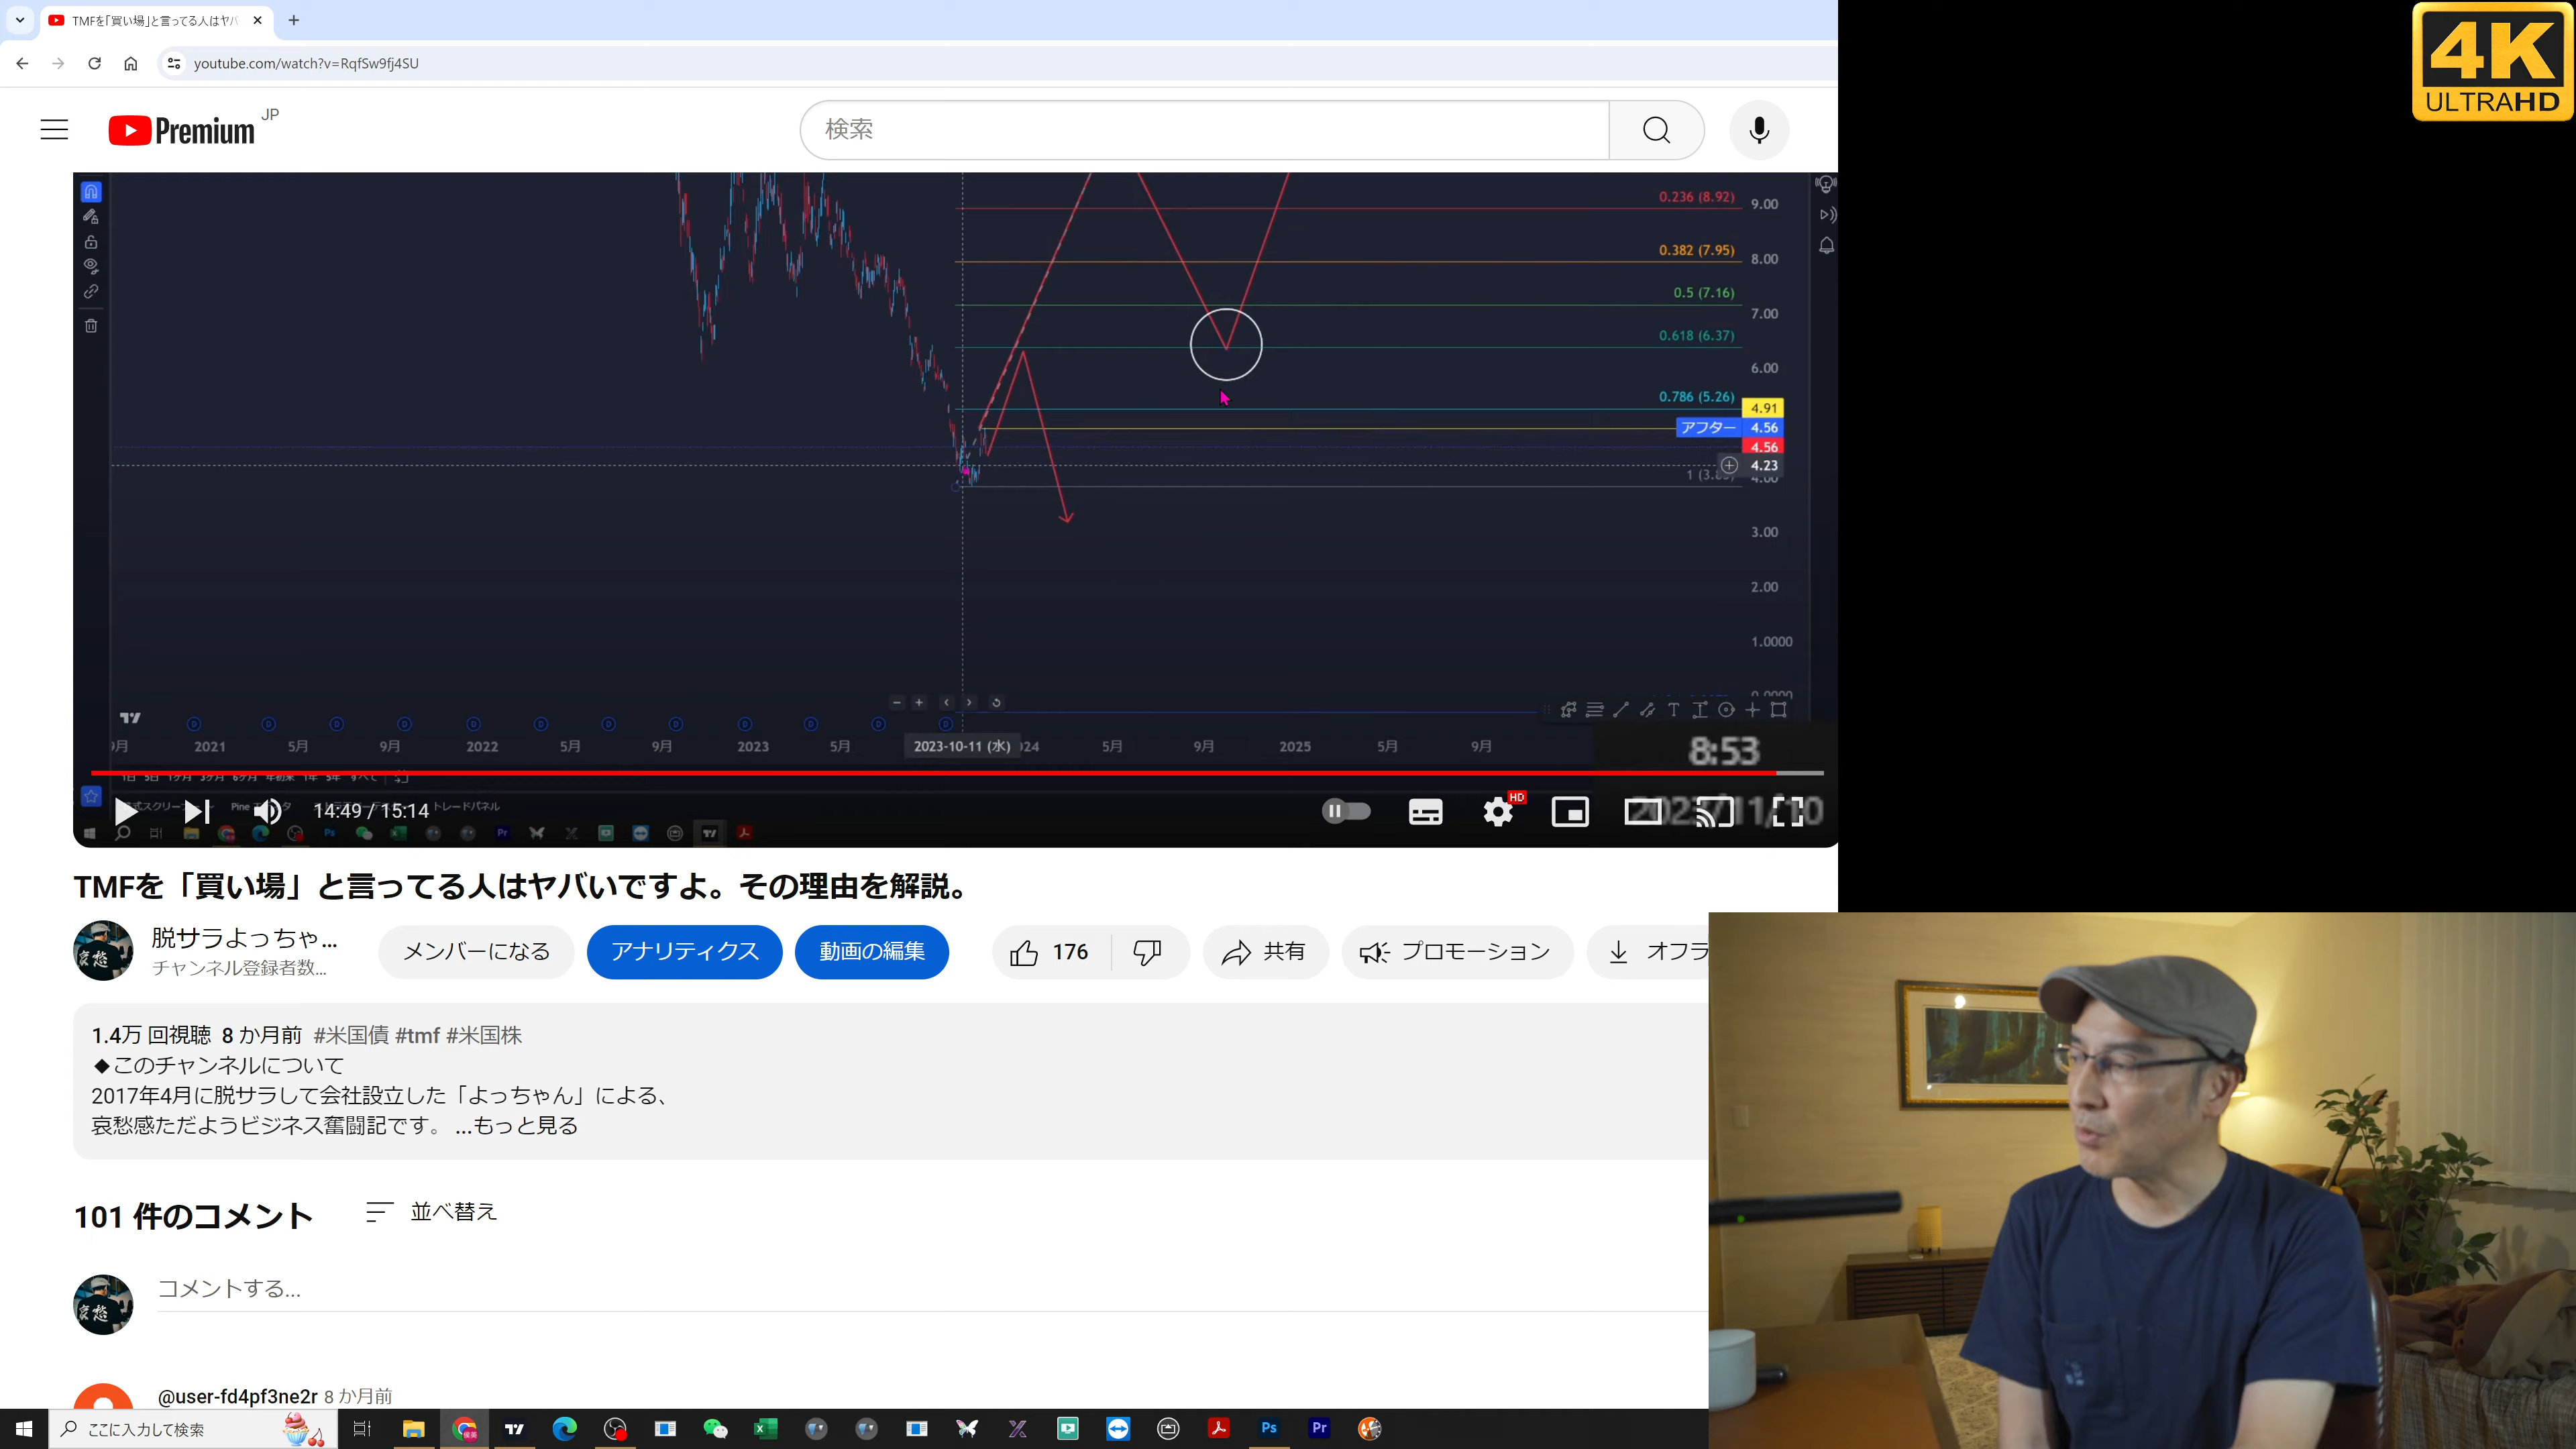 TMFを「買い場」と言ってる人はヤバ
youtube.com/watch?v=RqfSw9fj4SU
4K
ULTRAHD
Premium JP
検索
0.236 (8.92)
9.00
0.382 (7.95)
8.00
0.5 (7.16)
7.00
0.618 (6.37)
6.00
0.786 (5.26)
4.91
アフター 4.56
4.56
4.23
3.00
2.00
1.0000
2021 5月 9月 2022 5月 9月 2023 5月 2023-10-11 (水) 5月 9月 2025 5月 9月
8:53
2023/11/10
14:49 / 15:14
HD
トレードパネル
TMFを「買い場」と言ってる人はヤバいですよ。その理由を解説。
脱サラよっちゃ...
チャンネル登録者数...
メンバーになる
アナリティクス
動画の編集
176
共有
プロモーション
オフラ
1.4万 回視聴 8 か月前 #米国債 #tmf #米国株
◆このチャンネルについて
2017年4月に脱サラして会社設立した「よっちゃん」による、
哀愁感ただようビジネス奮闘記です。 ...もっと見る
101 件のコメント
並べ替え
コメントする...
@user-fd4pf3ne2r 8 か月前
ここに入力して検索
Ps
Pr